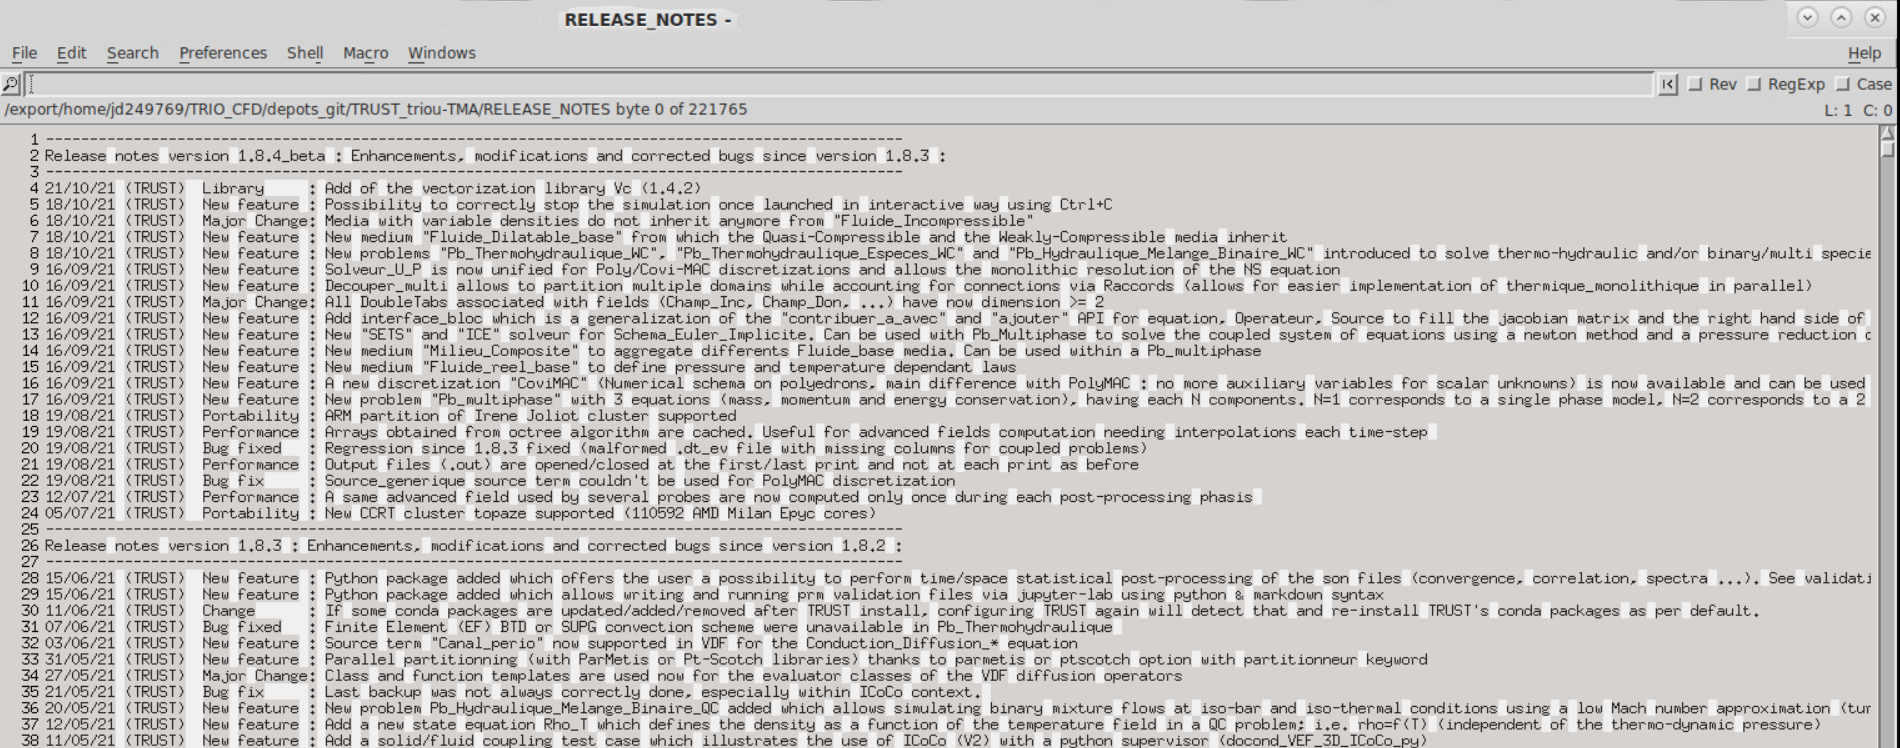 RELEASE_NOTES -
File Edit Search Preferences Shell Macro Windows Help
Rev RegExp Case
/export/home/jd249769/TRIO_CFD/depots_git/TRUST_triou-TMA/RELEASE_NOTES byte 0 of 221765 L: 1 C: 0
1 --------------------------------------------------------------------------------------------------
2 Release notes version 1.8.4_beta : Enhancements, modifications and corrected bugs since version 1.8.3 :
3 --------------------------------------------------------------------------------------------------
4 21/10/21 (TRUST) Library : Add of the vectorization library Vc (1.4.2)
5 18/10/21 (TRUST) New feature : Possibility to correctly stop the simulation once launched in interactive way using Ctrl+C
6 18/10/21 (TRUST) Major Change: Media with variable densities do not inherit anymore from "Fluide_Incompressible"
7 18/10/21 (TRUST) New feature : New medium "Fluide_Dilatable_base" from which the Quasi-Compressible and the Weakly-Compressible media inherit
8 18/10/21 (TRUST) New feature : New problems "Pb_Thermohydraulique_WC", "Pb_Thermohydraulique_Especes_WC" and "Pb_Hydraulique_Melange_Binaire_WC" introduced to solve thermo-hydraulic and/or binary/multi specie
9 16/09/21 (TRUST) New feature : Solveur_U_P is now unified for Poly/Covi-MAC discretizations and allows the monolithic resolution of the NS equation
10 16/09/21 (TRUST) New feature : Decouper_multi allows to partition multiple domains while accounting for connections via Raccords (allows for easier implementation of thermique_monolithique in parallel)
11 16/09/21 (TRUST) Major Change: All DoubleTabs associated with fields (Champ_Inc, Champ_Don, ...) have now dimension >= 2
12 16/09/21 (TRUST) New feature : Add interface_bloc which is a generalization of the "contribuer_a_avec" and "ajouter" API for equation, Operateur, Source to fill the jacobian matrix and the right hand side of
13 16/09/21 (TRUST) New feature : New "SETS" and "ICE" solveur for Schema_Euler_Implicite. Can be used with Pb_Multiphase to solve the coupled system of equations using a newton method and a pressure reduction
14 16/09/21 (TRUST) New feature : New medium "Milieu_Composite" to aggregate differents Fluide_base media. Can be used within a Pb_multiphase
15 16/09/21 (TRUST) New feature : New medium "Fluide_reel_base" to define pressure and temperature dependant laws
16 16/09/21 (TRUST) New Feature : A new discretization "CoviMAC" (Numerical schema on polyedrons, main difference with PolyMAC : no more auxiliary variables for scalar unknowns) is now available and can be used
17 16/09/21 (TRUST) New feature : New problem "Pb_multiphase" with 3 equations (mass, momentum and energy conservation), having each N components. N=1 corresponds to a single phase model, N=2 corresponds to a 2
18 19/08/21 (TRUST) Portability : ARM partition of Irene Joliot cluster supported
19 19/08/21 (TRUST) Performance : Arrays obtained from octree algorithm are cached. Useful for advanced fields computation needing interpolations each time-step
20 19/08/21 (TRUST) Bug fixed : Regression since 1.8.3 fixed (malformed .dt_ev file with missing columns for coupled problems)
21 19/08/21 (TRUST) Performance : Output files (.out) are opened/closed at the first/last print and not at each print as before
22 19/08/21 (TRUST) Bug fix : Source_generique source term couldn't be used for PolyMAC discretization
23 12/07/21 (TRUST) Performance : A same advanced field used by several probes are now computed only once during each post-processing phasis
24 05/07/21 (TRUST) Portability : New CCRT cluster topaze supported (110592 AMD Milan Epyc cores)
25 --------------------------------------------------------------------------------------------------
26 Release notes version 1.8.3 : Enhancements, modifications and corrected bugs since version 1.8.2 :
27 --------------------------------------------------------------------------------------------------
28 15/06/21 (TRUST) New feature : Python package added which offers the user a possibility to perform time/space statistical post-processing of the son files (convergence, correlation, spectra ...). See validati
29 15/06/21 (TRUST) New feature : Python package added which allows writing and running prm validation files via jupyter-lab using python & markdown syntax
30 11/06/21 (TRUST) Change : If some conda packages are updated/added/removed after TRUST install, configuring TRUST again will detect that and re-install TRUST's conda packages as per default.
31 07/06/21 (TRUST) Bug fixed : Finite Element (EF) BTD or SUPG convection scheme were unavailable in Pb_Thermohydraulique
32 03/06/21 (TRUST) New feature : Source term "Canal_perio" now supported in VDF for the Conduction_Diffusion_* equation
33 31/05/21 (TRUST) New feature : Parallel partitionning (with ParMetis or Pt-Scotch libraries) thanks to parmetis or ptscotch option with partitionneur keyword
34 27/05/21 (TRUST) Major Change: Class and function templates are used now for the evaluator classes of the VDF diffusion operators
35 21/05/21 (TRUST) Bug fix : Last backup was not always correctly done, especially within ICoCo context.
36 20/05/21 (TRUST) New feature : New problem Pb_Hydraulique_Melange_Binaire_QC added which allows simulating binary mixture flows at iso-bar and iso-thermal conditions using a low Mach number approximation (tur
37 12/05/21 (TRUST) New feature : Add a new state equation Rho_T which defines the density as a function of the temperature field in a QC problem: i.e. rho=f(T) (independent of the thermo-dynamic pressure)
38 11/05/21 (TRUST) New feature : Add a solid/fluid coupling test case which illustrates the use of ICoCo (V2) with a python supervisor (docond_VEF_3D_ICoCo_py)